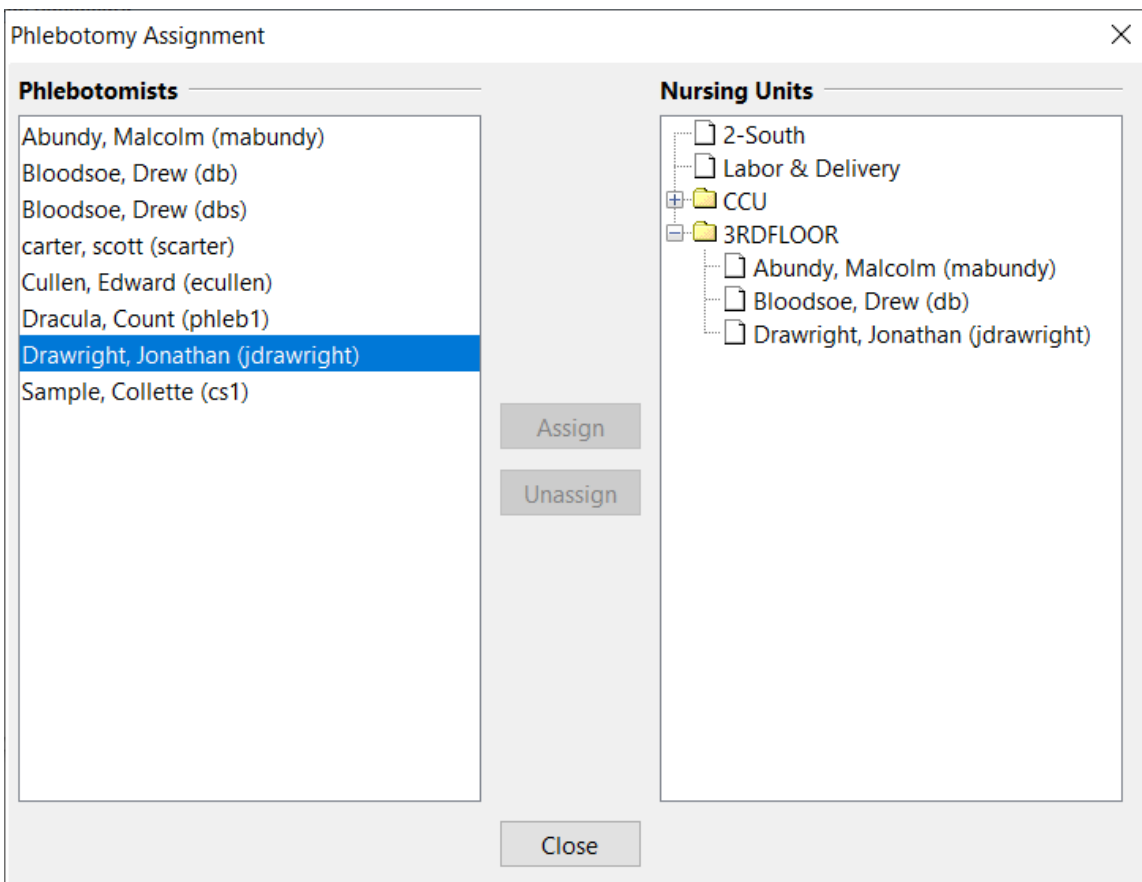 Phlebotomy Assignment
Phlebotomists
Abundy, Malcolm (mabundy)
Bloodsoe, Drew (db)
Bloodsoe, Drew (dbs)
carter, scott (scarter)
Cullen, Edward (ecullen)
Dracula, Count (phleb1)
Drawright, Jonathan (jdrawright)
Sample, Collette (cs1)
Assign
Unassign
Nursing Units
2-South
Labor & Delivery
CCU
3RDFLOOR
Abundy, Malcolm (mabundy)
Bloodsoe, Drew (db)
Drawright, Jonathan (jdrawright)
Close